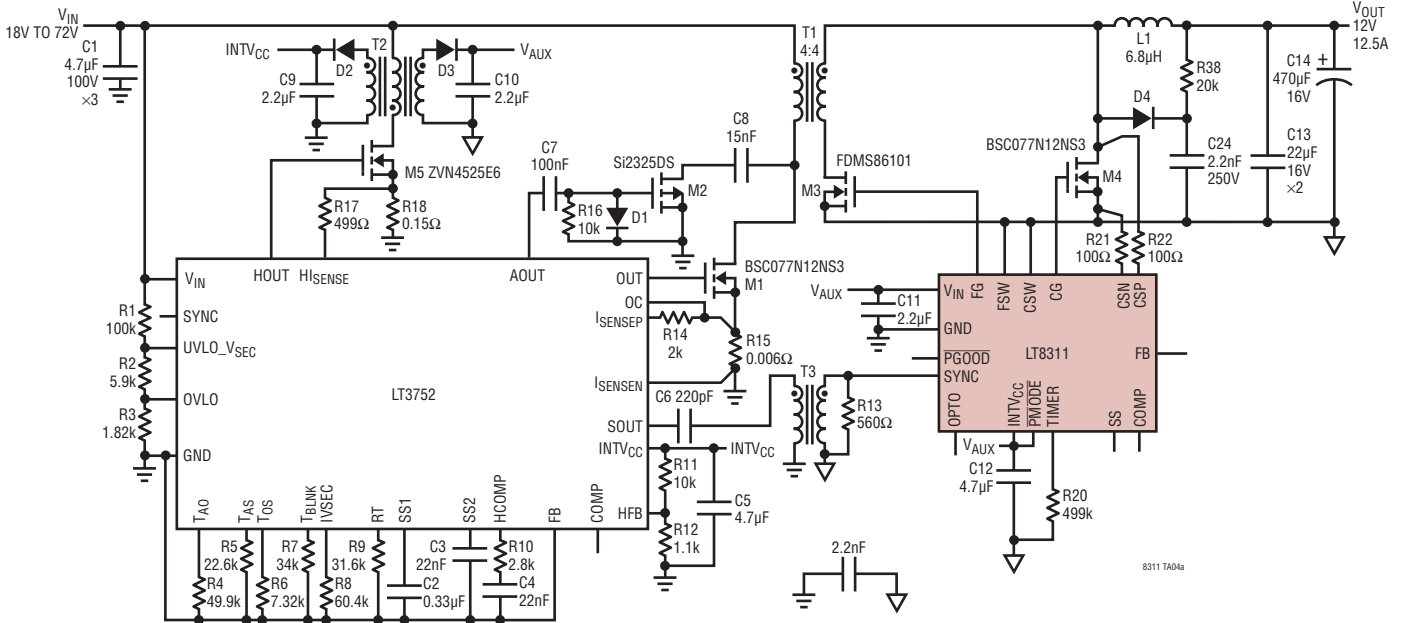 VIN
18V TO 72V
C1
4.7µF
100V
×3
INTVCC
D2
T2
D3
VAUX
C9
2.2µF
C10
2.2µF
M5 ZVN4525E6
R17
499Ω
R18
0.15Ω
C7
100nF
Si2325DS
M2
C8
15nF
R16
10k
D1
T1
4:4
FDMS86101
M3
BSC077N12NS3
M4
L1
6.8µH
R38
20k
D4
C24
2.2nF
250V
C13
22µF
16V
×2
C14
470µF
16V
+
VOUT
12V
12.5A
R21
100Ω
R22
100Ω
HOUT
HISENSE
AOUT
VIN
SYNC
UVLO_VSEC
OVLO
GND
LT3752
OUT
OC
ISENSEP
ISENSEN
SOUT
INTVCC
HFB
R1
100k
R2
5.9k
R3
1.82k
BSC077N12NS3
M1
R14
2k
R15
0.006Ω
C6 220pF
T3
R13
560Ω
INTVCC
R11
10k
R12
1.1k
C5
4.7µF
TAO
TAS
TOS
TBLNK
IVSEC
RT
SS1
SS2
HCOMP
FB
COMP
R5
22.6k
R4
49.9k
R6
7.32k
R7
34k
R8
60.4k
R9
31.6k
C2
0.33µF
C3
22nF
R10
2.8k
C4
22nF
2.2nF
VAUX
C11
2.2µF
VIN
GND
PGOOD
SYNC
FG
FSW
CSW
CG
CSN
CSP
LT8311
FB
OPTO
INTVCC
PMODE
TIMER
SS
COMP
VAUX
C12
4.7µF
R20
499k
8311 TA04a